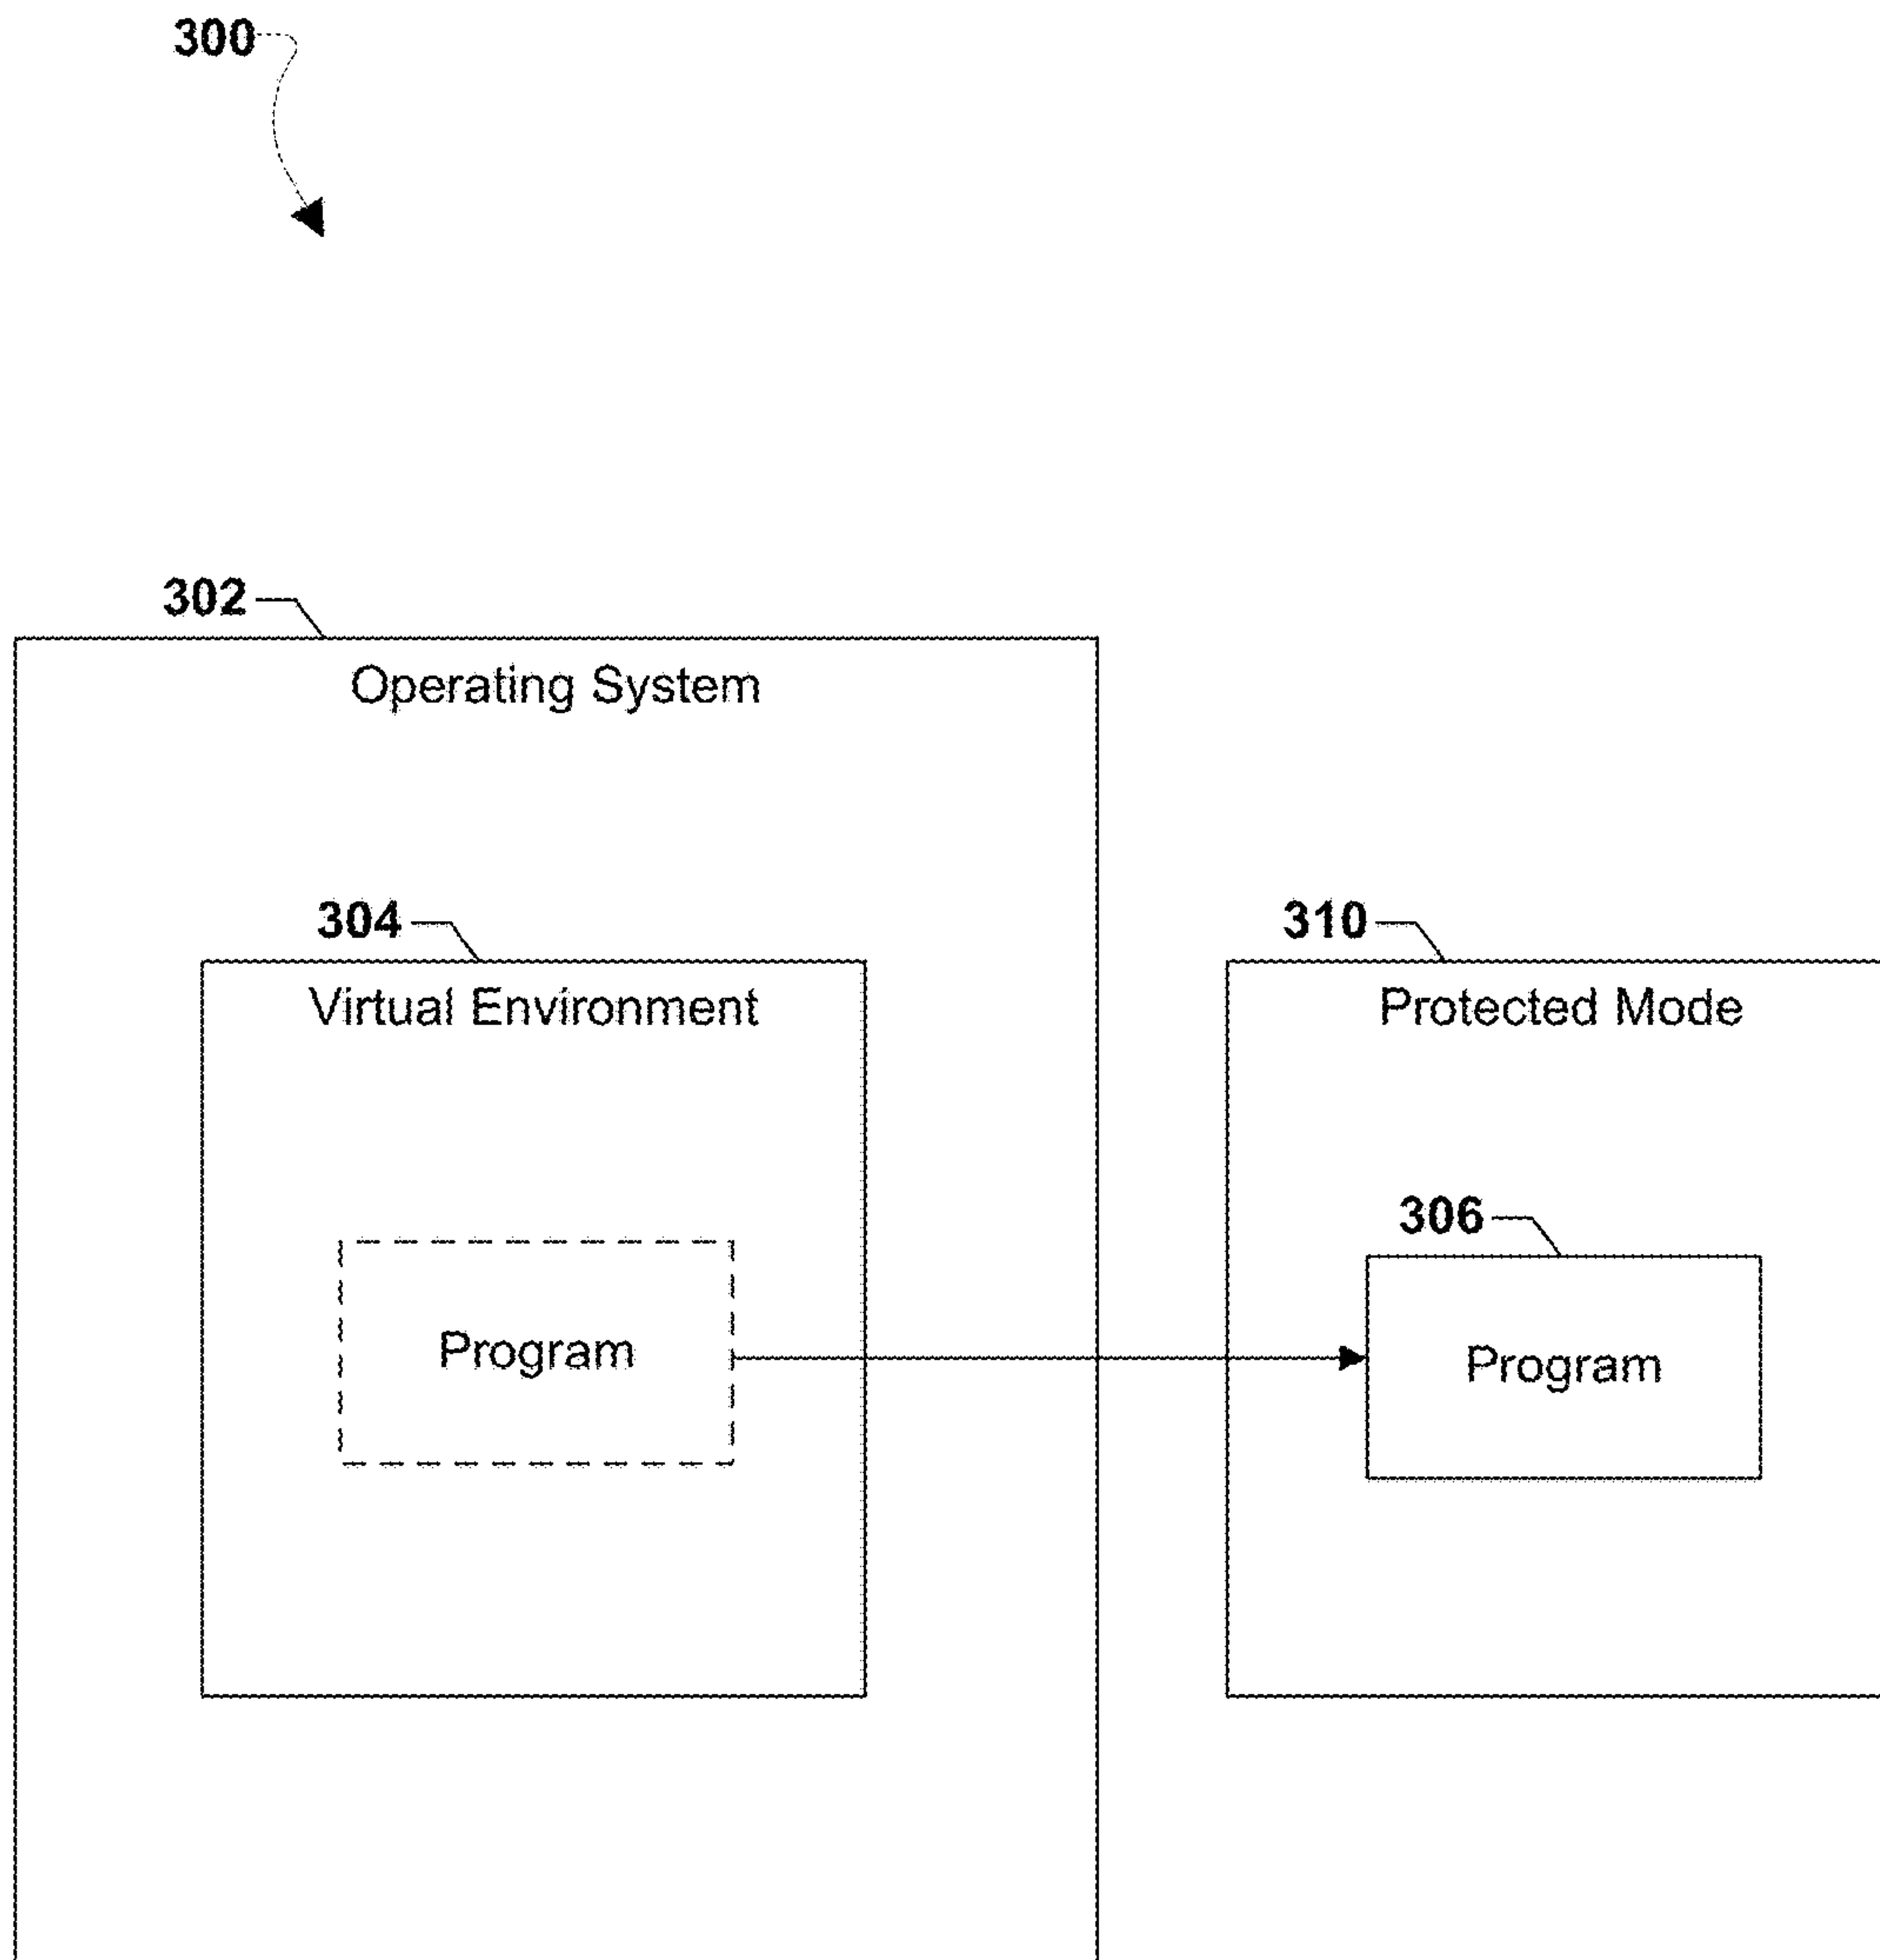 300
302
Operating System
304
310
Virtual Environment
Protected Mode
306
Program
Program